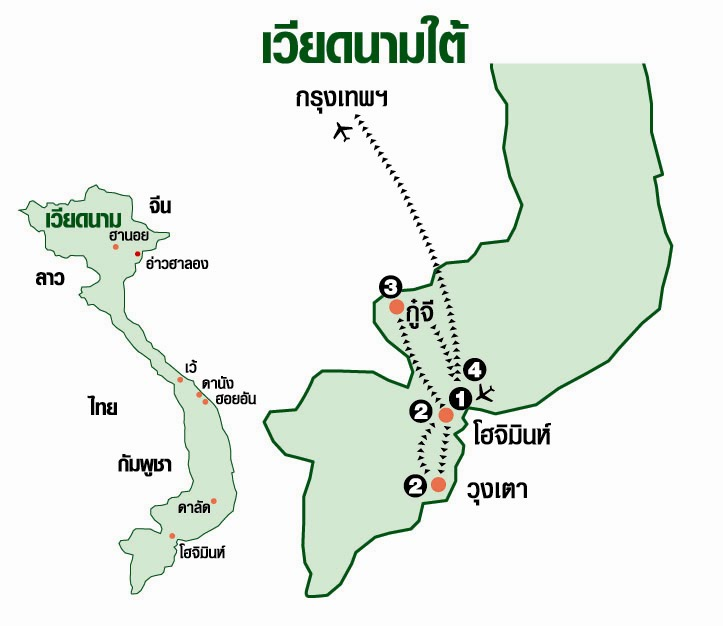 เวียดนามใต้
กรุงเทพฯ
เวียดนาม
จีน
ฮานอย
อ่าวฮาลอง
ลาว
เว้
ดานัง
ฮอยอัน
ไทย
กัมพูชา
ดาลัด
โฮจิมินห์
3
กู๋จี
4
1
2
โฮจิมินห์
2
วุงเตา